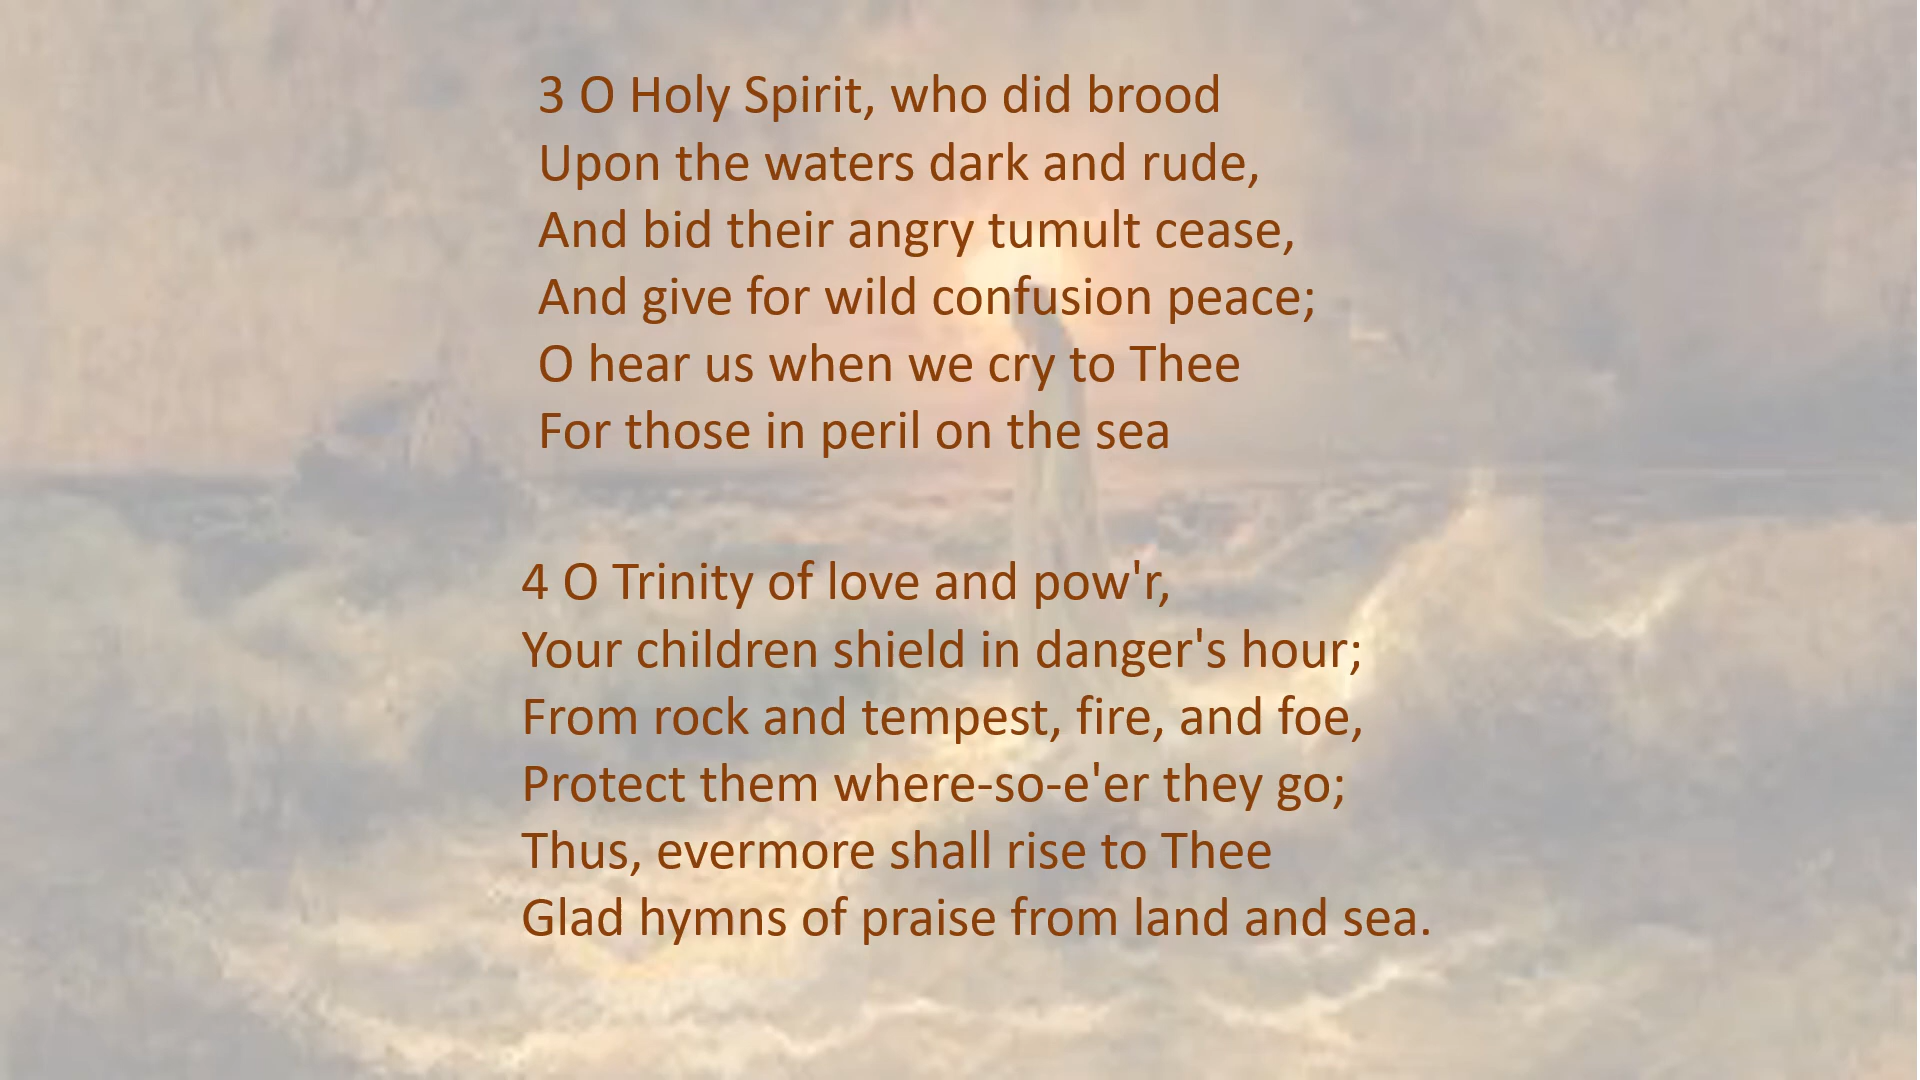 3 O Holy Spirit, who did brood
Upon the waters dark and rude,
And bid their angry tumult cease,
And give for wild confusion peace;
O hear us when we cry to Thee
For those in peril on the sea
4 O Trinity of love and pow'r,
Your children shield in danger's hour;
From rock and tempest, fire, and foe,
Protect them where-so-e'er they go;
Thus, evermore shall rise to Thee
Glad hymns of praise from land and sea.